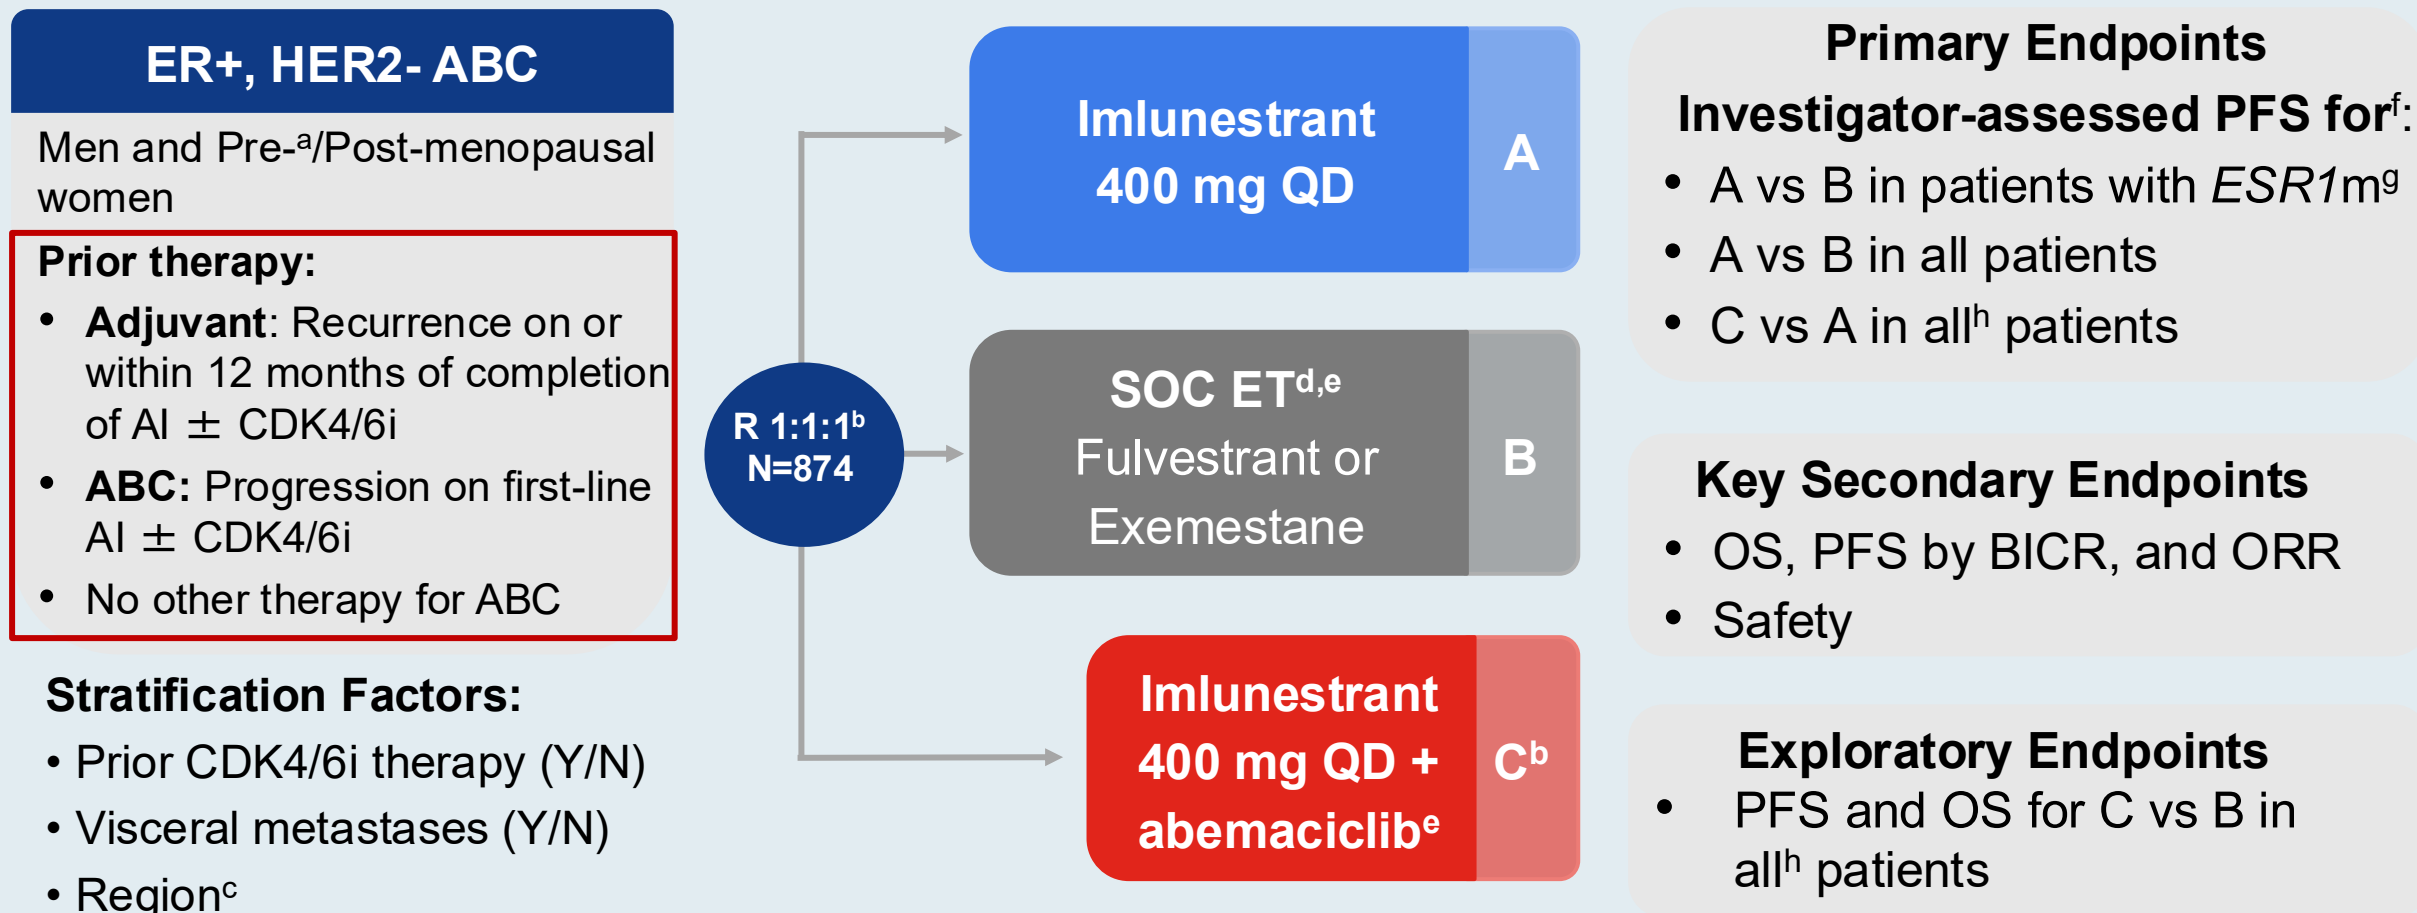 ER+, HER2- ABC
Men and Pre-ᵃ/Post-menopausal
women
Prior therapy:
• Adjuvant: Recurrence on or
within 12 months of completion
of AI ± CDK4/6i
• ABC: Progression on first-line
AI ± CDK4/6i
• No other therapy for ABC
Stratification Factors:
• Prior CDK4/6i therapy (Y/N)
• Visceral metastases (Y/N)
• Regionᶜ
R 1:1:1ᵇ
N=874
Imlunestrant
400 mg QD
A
SOC ETᵈ,ᵉ
Fulvestrant or
Exemestane
B
Imlunestrant
400 mg QD +
abemaciclibᵉ
Cᵇ
Primary Endpoints
Investigator-assessed PFS forᶠ:
• A vs B in patients with ESR1mᵍ
• A vs B in all patients
• C vs A in allʰ patients
Key Secondary Endpoints
• OS, PFS by BICR, and ORR
• Safety
Exploratory Endpoints
• PFS and OS for C vs B in
allʰ patients